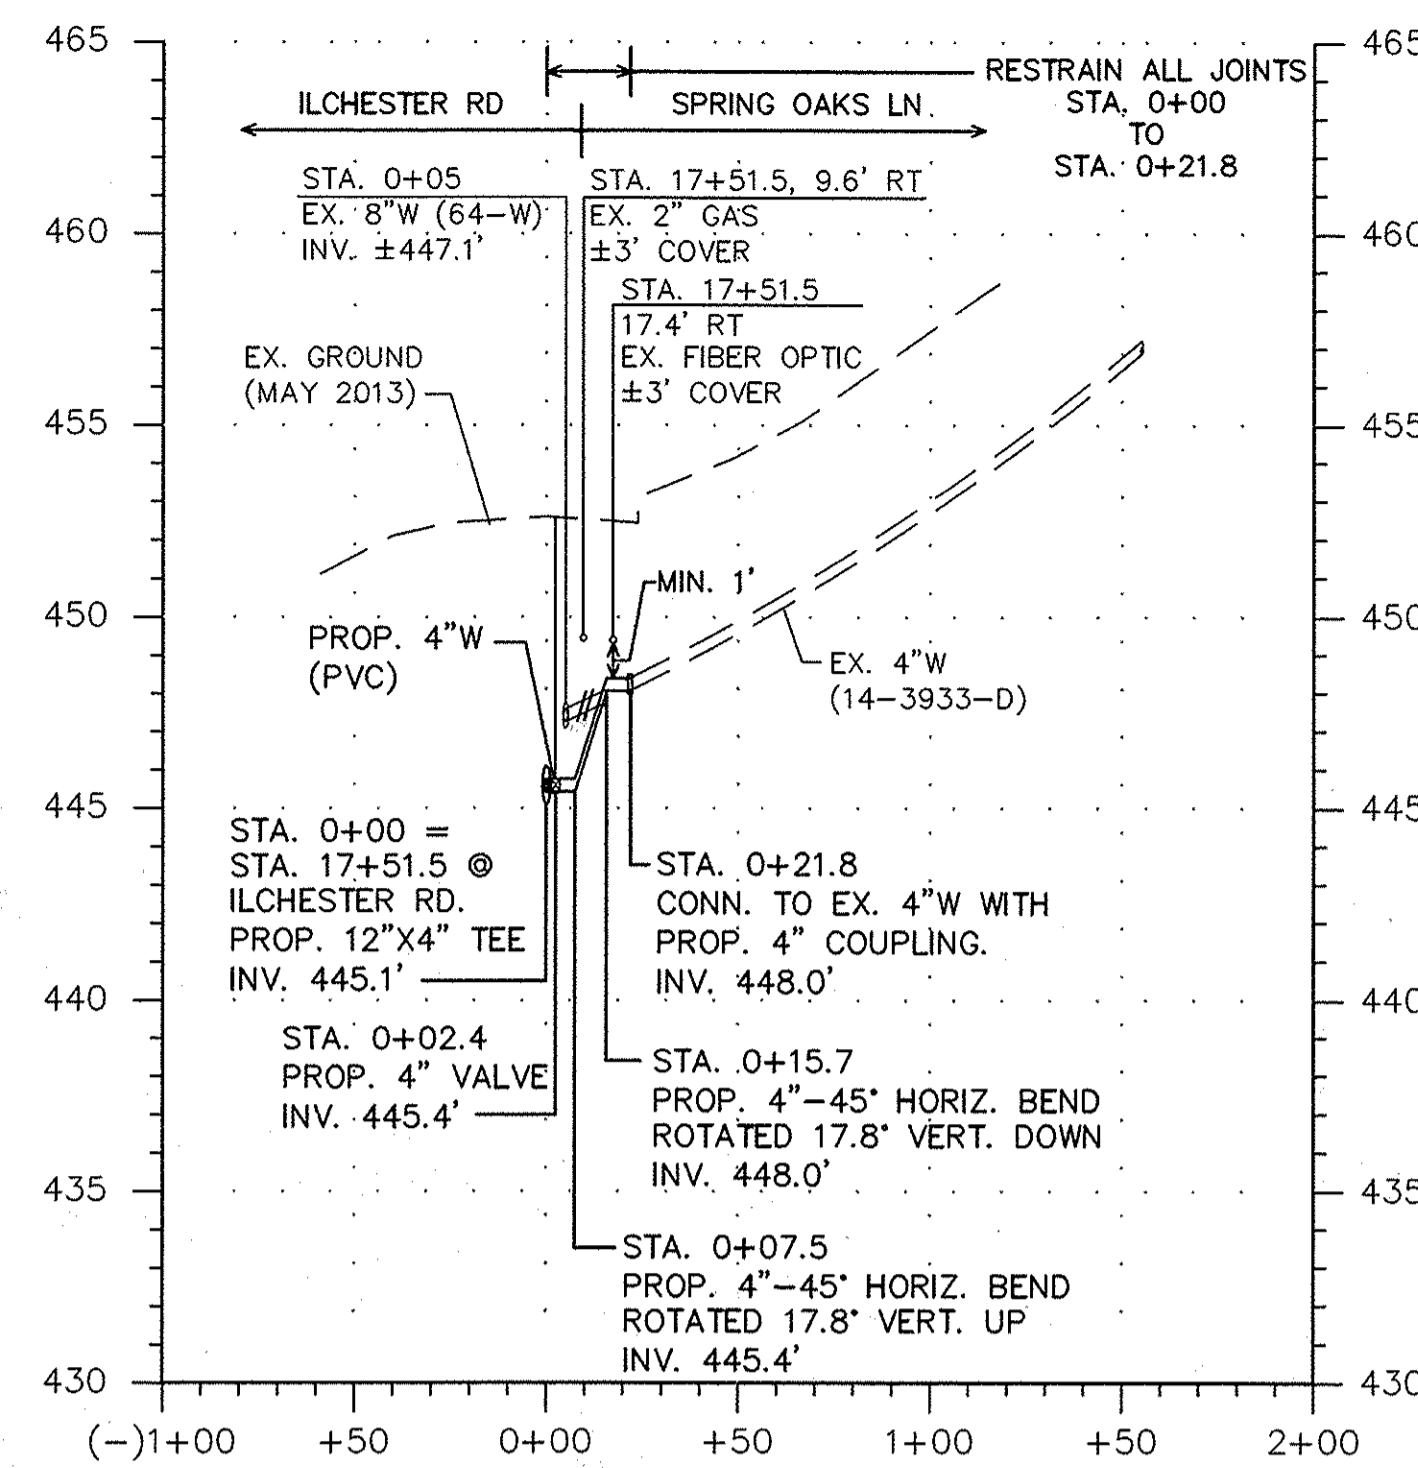 465
465
RESTRAIN ALL JOINTS
STA. 0+00
TO
STA. 0+21.8
ILCHESTER RD
SPRING OAKS LN.
STA. 0+05
EX. 8"W (64-W)
INV. ±447.1'
STA. 17+51.5, 9.6' RT
EX. 2" GAS
±3' COVER
460
460
STA. 17+51.5
17.4' RT
EX. FIBER OPTIC
±3' COVER
EX. GROUND
(MAY 2013)
455
455
MIN. 1'
450
450
PROP. 4"W
(PVC)
EX. 4"W
(14-3933-D)
445
445
STA. 0+00 =
STA. 17+51.5 @
ILCHESTER RD.
PROP. 12"X4" TEE
INV. 445.1'
STA. 0+21.8
CONN. TO EX. 4"W WITH
PROP. 4" COUPLING.
INV. 448.0'
440
440
STA. 0+02.4
PROP. 4" VALVE
INV. 445.4'
STA. 0+15.7
PROP. 4"-45° HORIZ. BEND
ROTATED 17.8° VERT. DOWN
INV. 448.0'
435
435
STA. 0+07.5
PROP. 4"-45° HORIZ. BEND
ROTATED 17.8° VERT. UP
INV. 445.4'
430
430
(-)1+00 +50 0+00 +50 1+00 +50 2+00